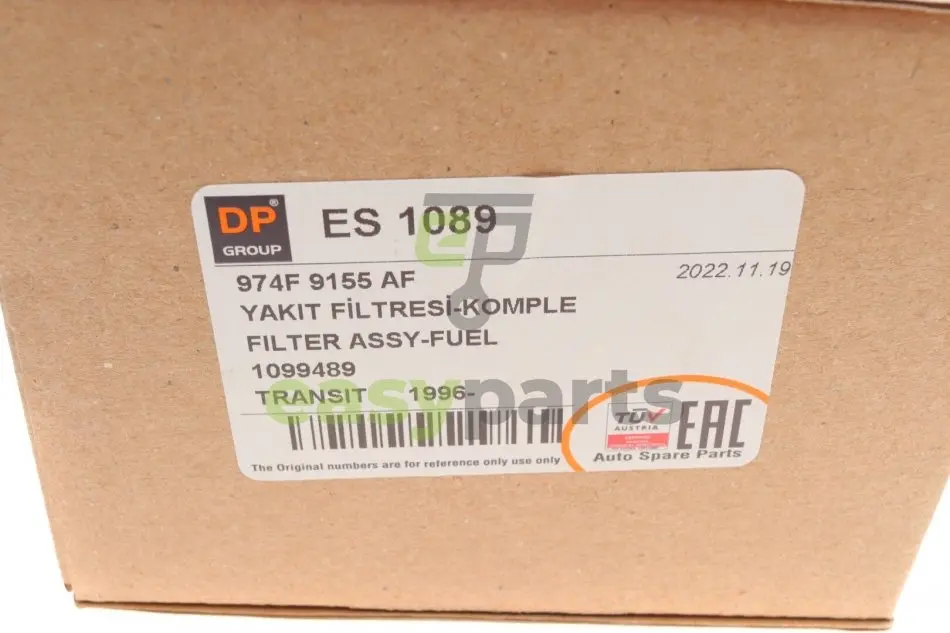 DP®
GROUP
ES 1089
974F 9155 AF
2022.11.19
YAKIT FİLTRESİ-KOMPLE
FILTER ASSY-FUEL
1099489
TRANSIT 1996-
easyparts
TÜV
AUSTRIA
EAC
Auto Spare Parts
The Original numbers are for reference only use only